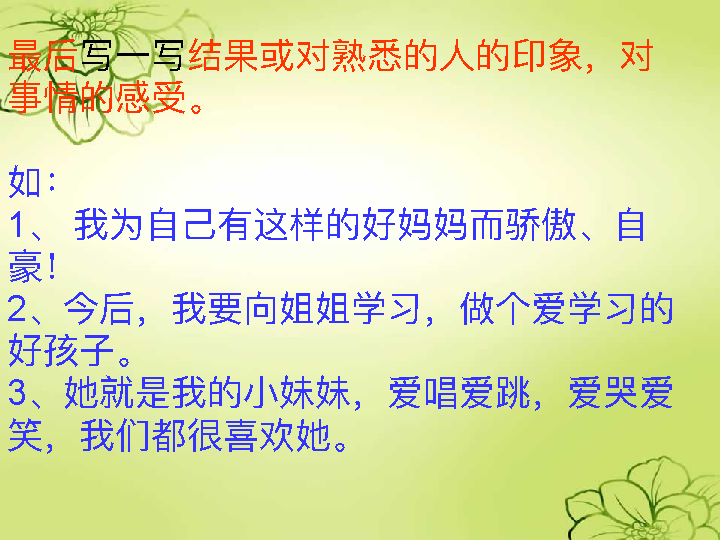 最后写一写结果或对熟悉的人的印象，对
事情的感受。
如：
1、 我为自己有这样的好妈妈而骄傲、自
豪！
2、今后，我要向姐姐学习，做个爱学习的
好孩子。
3、她就是我的小妹妹，爱唱爱跳，爱哭爱
笑，我们都很喜欢她。